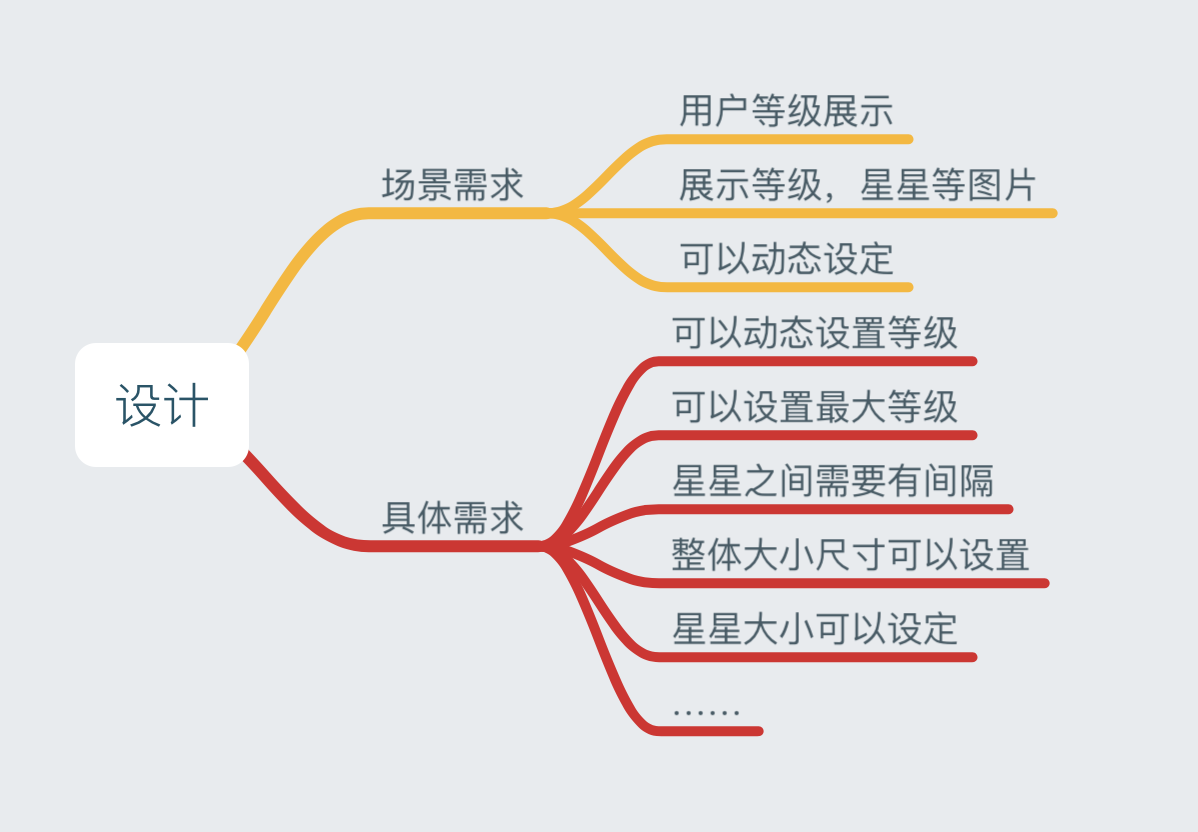 设计
场景需求
用户等级展示
展示等级，星星等图片
可以动态设定
具体需求
可以动态设置等级
可以设置最大等级
星星之间需要有间隔
整体大小尺寸可以设置
星星大小可以设定
……